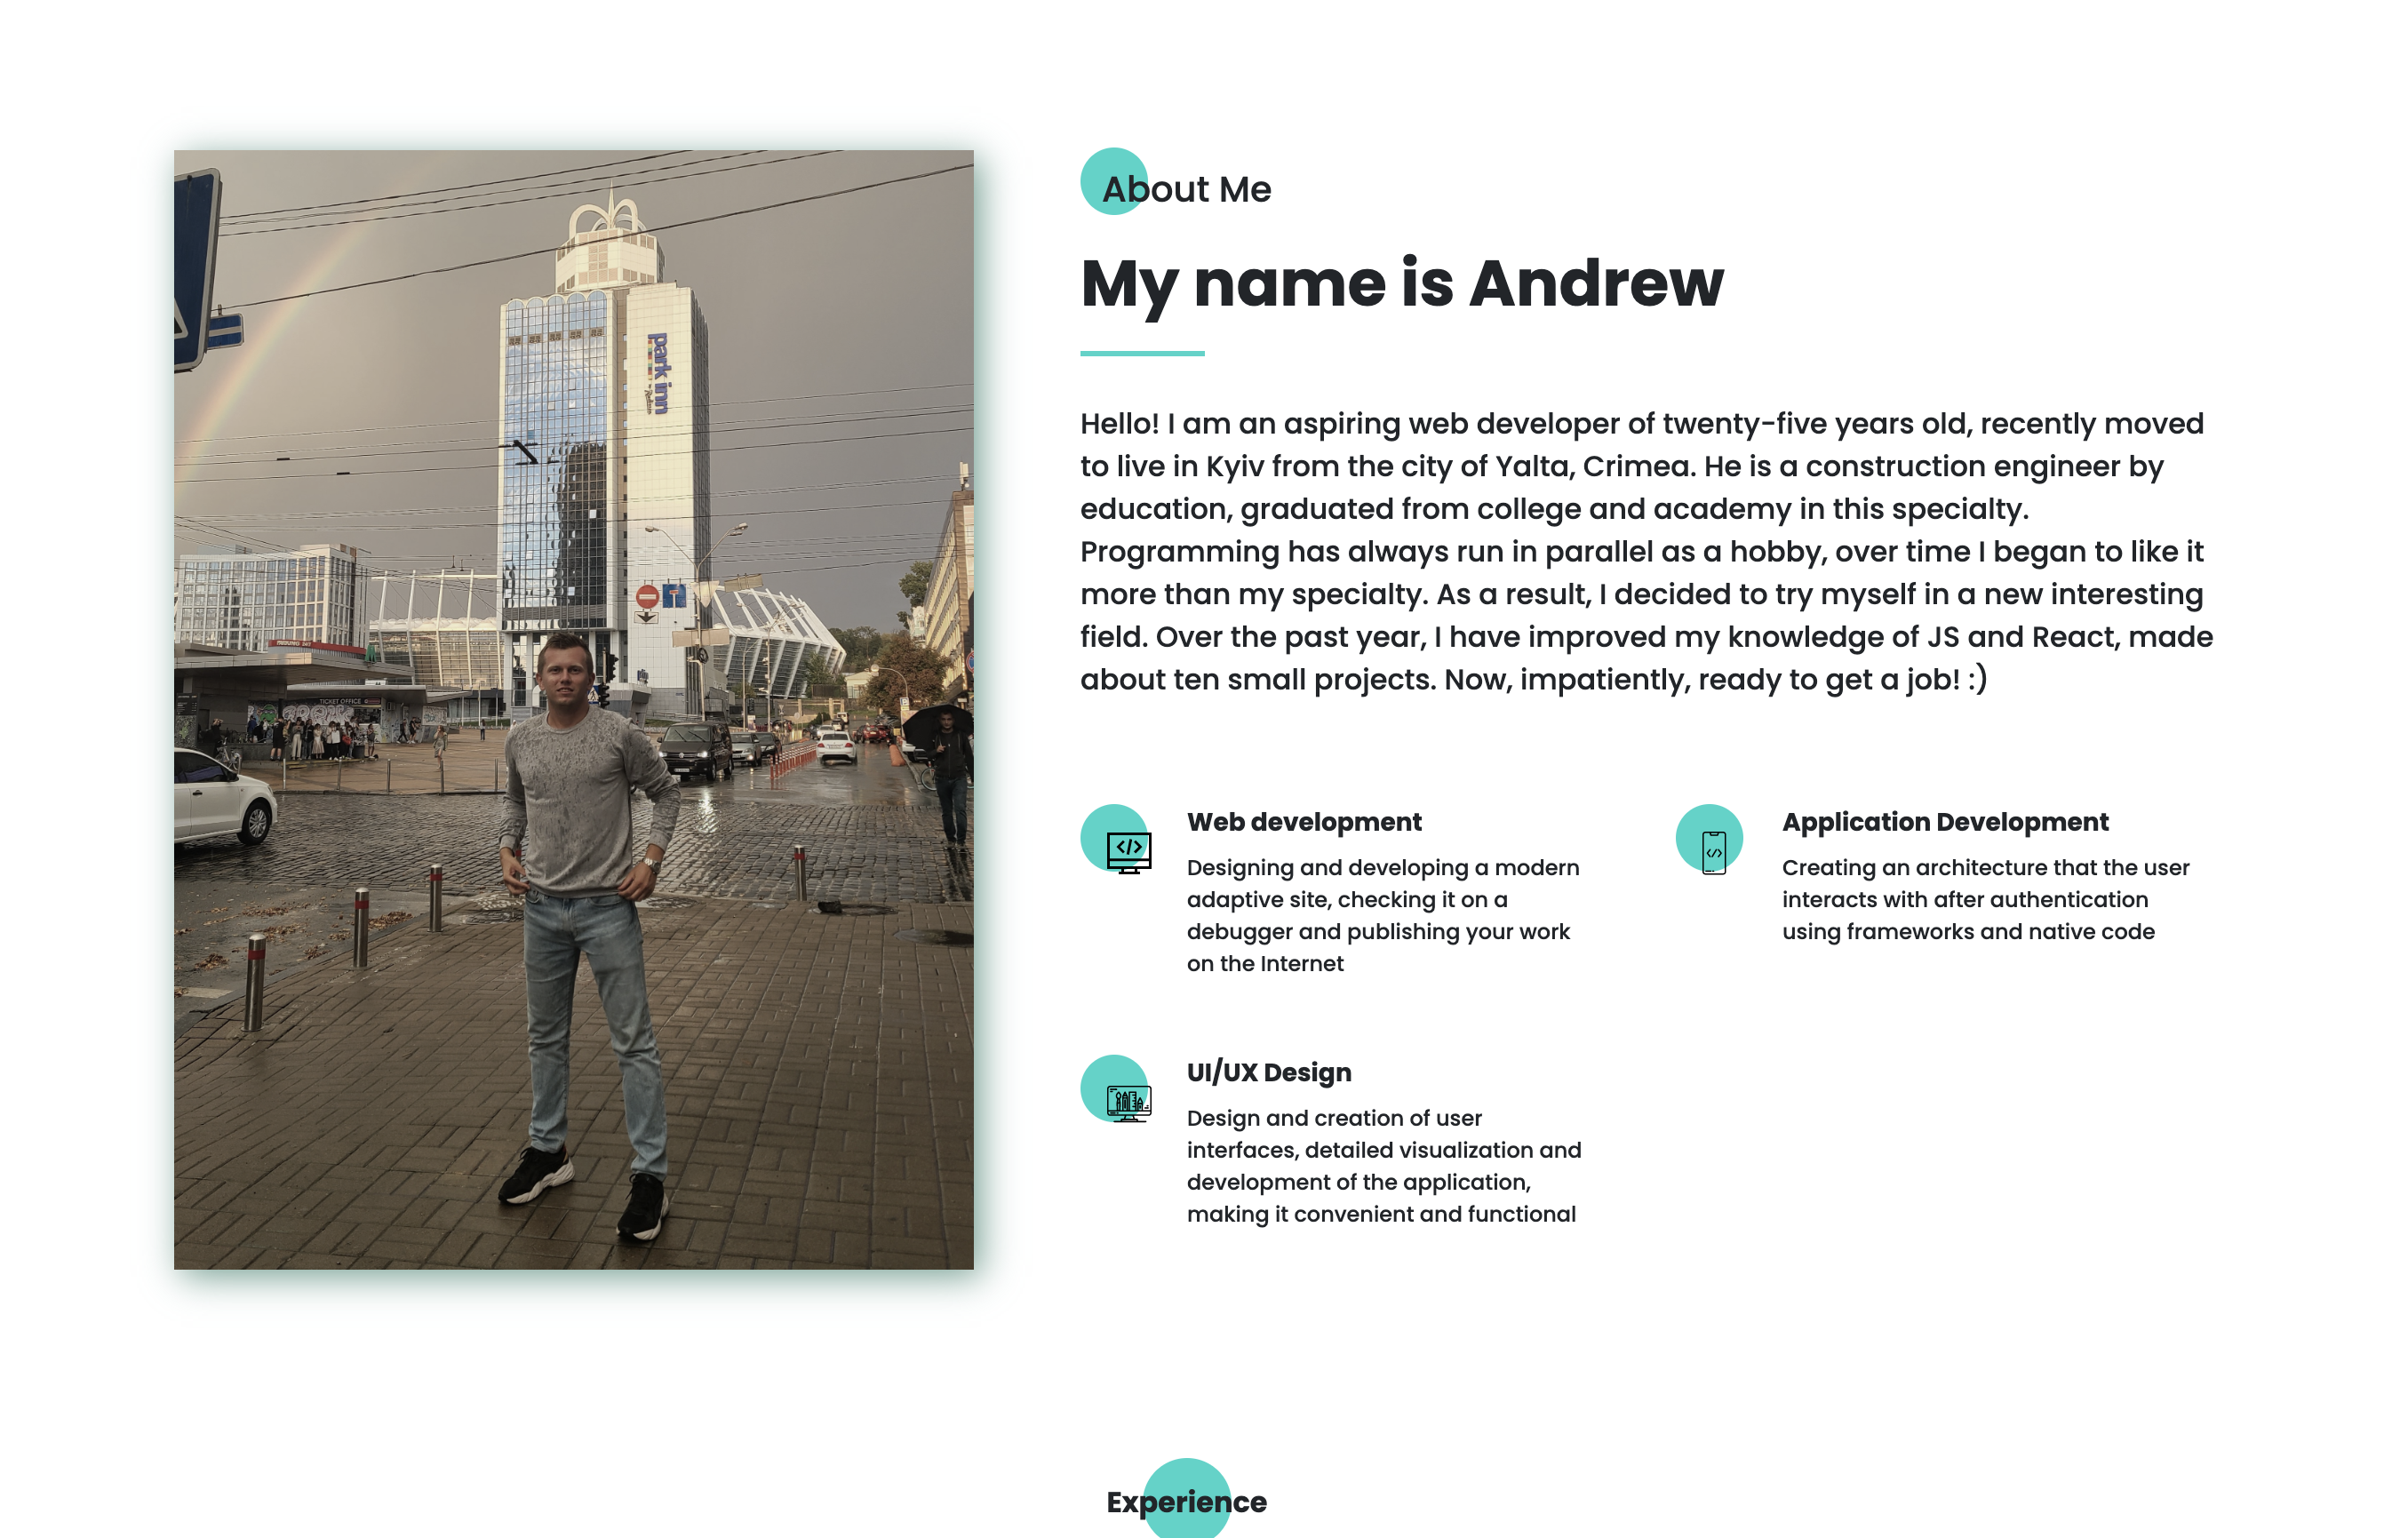 About Me
My name is Andrew
Hello! I am an aspiring web developer of twenty-five years old, recently moved
to live in Kyiv from the city of Yalta, Crimea. He is a construction engineer by
education, graduated from college and academy in this specialty.
Programming has always run in parallel as a hobby, over time I began to like it
more than my specialty. As a result, I decided to try myself in a new interesting
field. Over the past year, I have improved my knowledge of JS and React, made
about ten small projects. Now, impatiently, ready to get a job! :)
Web development
Designing and developing a modern
adaptive site, checking it on a
debugger and publishing your work
on the Internet
Application Development
Creating an architecture that the user
interacts with after authentication
using frameworks and native code
UI/UX Design
Design and creation of user
interfaces, detailed visualization and
development of the application,
making it convenient and functional
Experience
park inn
TICKET OFFICE